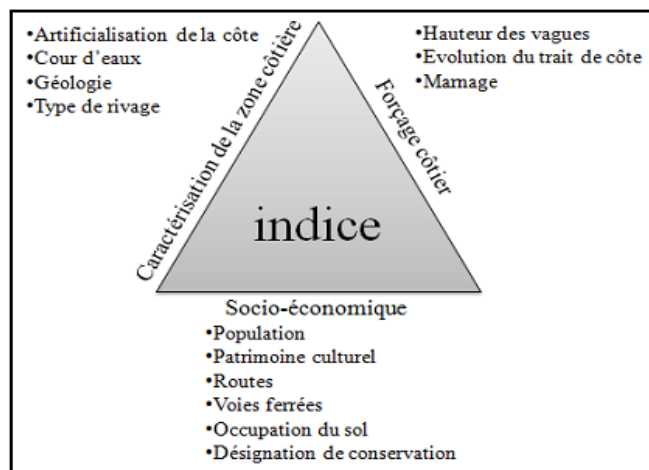 •Artificialisation de la côte
•Cour d'eaux
•Géologie
•Type de rivage
•Hauteur des vagues
•Evolution du trait de côte
•Marnage
Caractérisation de la zone côtière
Forçage côtier
indice
Socio-économique
•Population
•Patrimoine culturel
•Routes
•Voies ferrées
•Occupation du sol
•Désignation de conservation